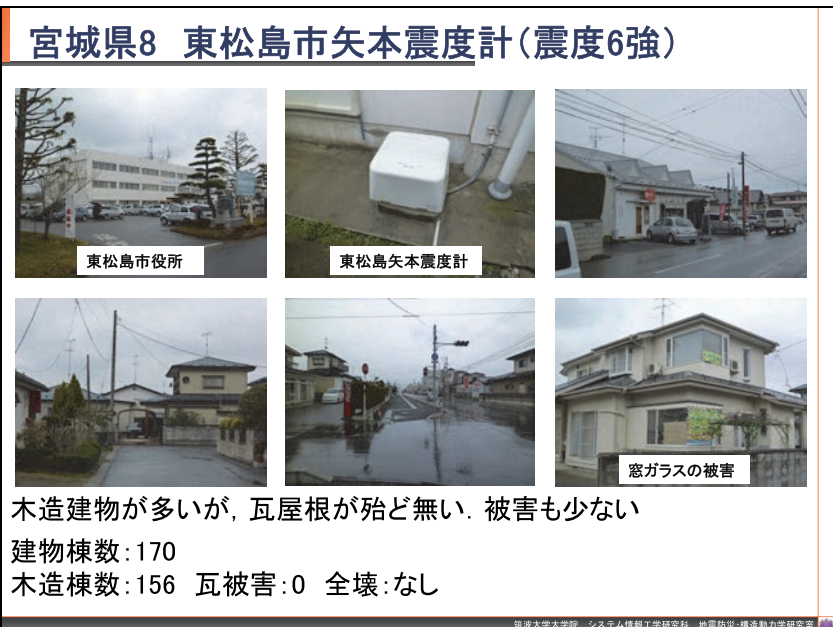 宮城県8　東松島市矢本震度計（震度6強）
東松島市役所
東松島矢本震度計
窓ガラスの被害
木造建物が多いが，瓦屋根が殆ど無い．被害も少ない
建物棟数：170
木造棟数：156　瓦被害：0　全壊：なし
筑波大学大学院　システム情報工学研究科　地震防災・構造動力学研究室